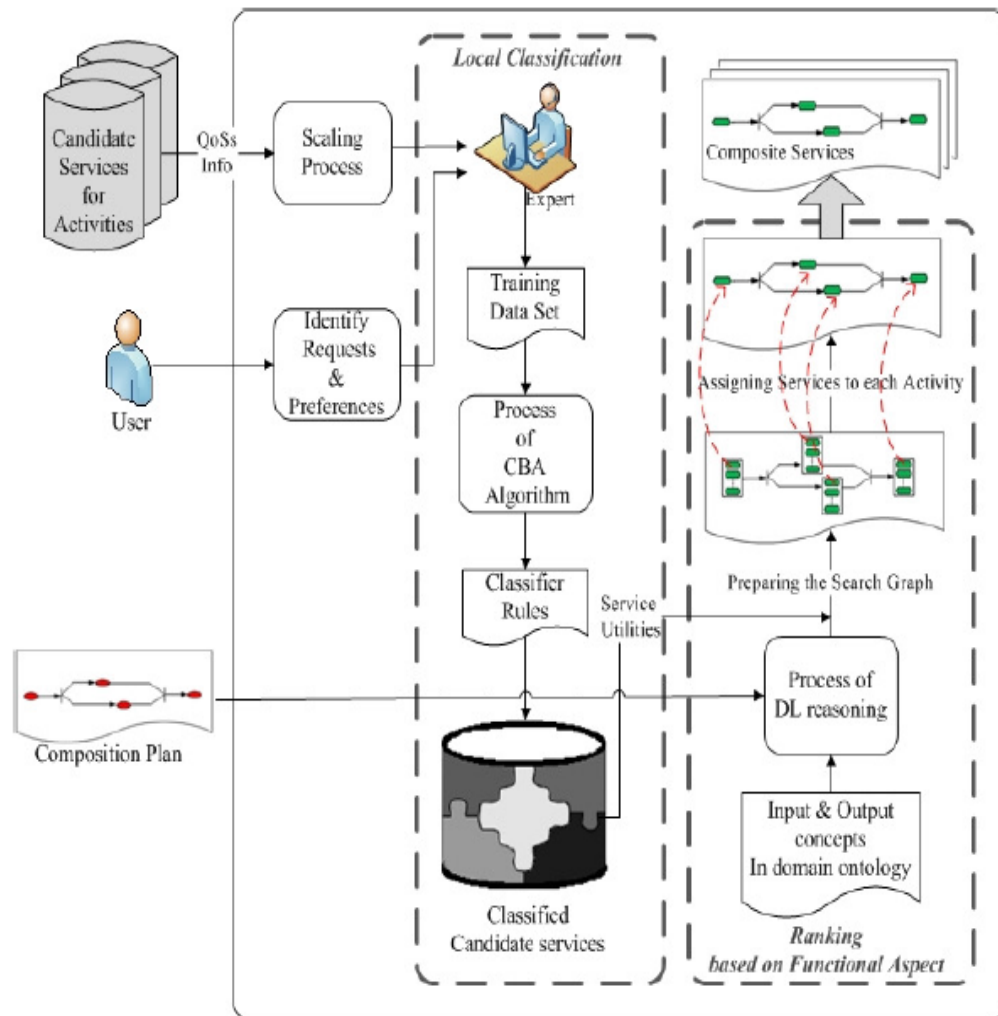 Local Classification
Candidate
Services
for
Activities
QoSs
Info
Scaling
Process
Expert
Composite Services
Training
Data Set
Identify
Requests
&
Preferences
User
Assigning Services to each Activity
Process
of
CBA
Algorithm
Classifier
Rules
Service
Utilities
Preparing the Search Graph
Process of
DL reasoning
Composition Plan
Input & Output
concepts
In domain ontology
Classified
Candidate services
Ranking
based on Functional Aspect